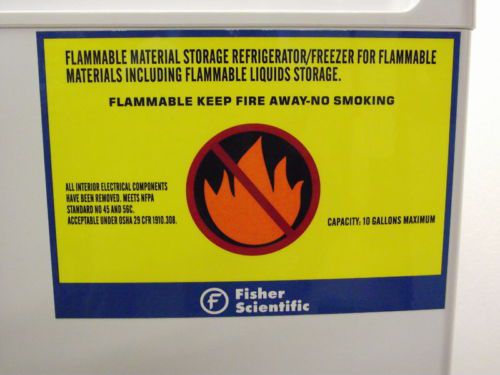 FLAMMABLE MATERIAL STORAGE REFRIGERATOR/FREEZER FOR FLAMMABLE
MATERIALS INCLUDING FLAMMABLE LIQUIDS STORAGE.
FLAMMABLE KEEP FIRE AWAY-NO SMOKING
ALL INTERIOR ELECTRICAL COMPONENTS
HAVE BEEN REMOVED. MEETS NFPA
STANDARD NO 45 AND 56C.
ACCEPTABLE UNDER OSHA 29 CFR 1910.308.
CAPACITY: 10 GALLONS MAXIMUM
F Fisher
Scientific